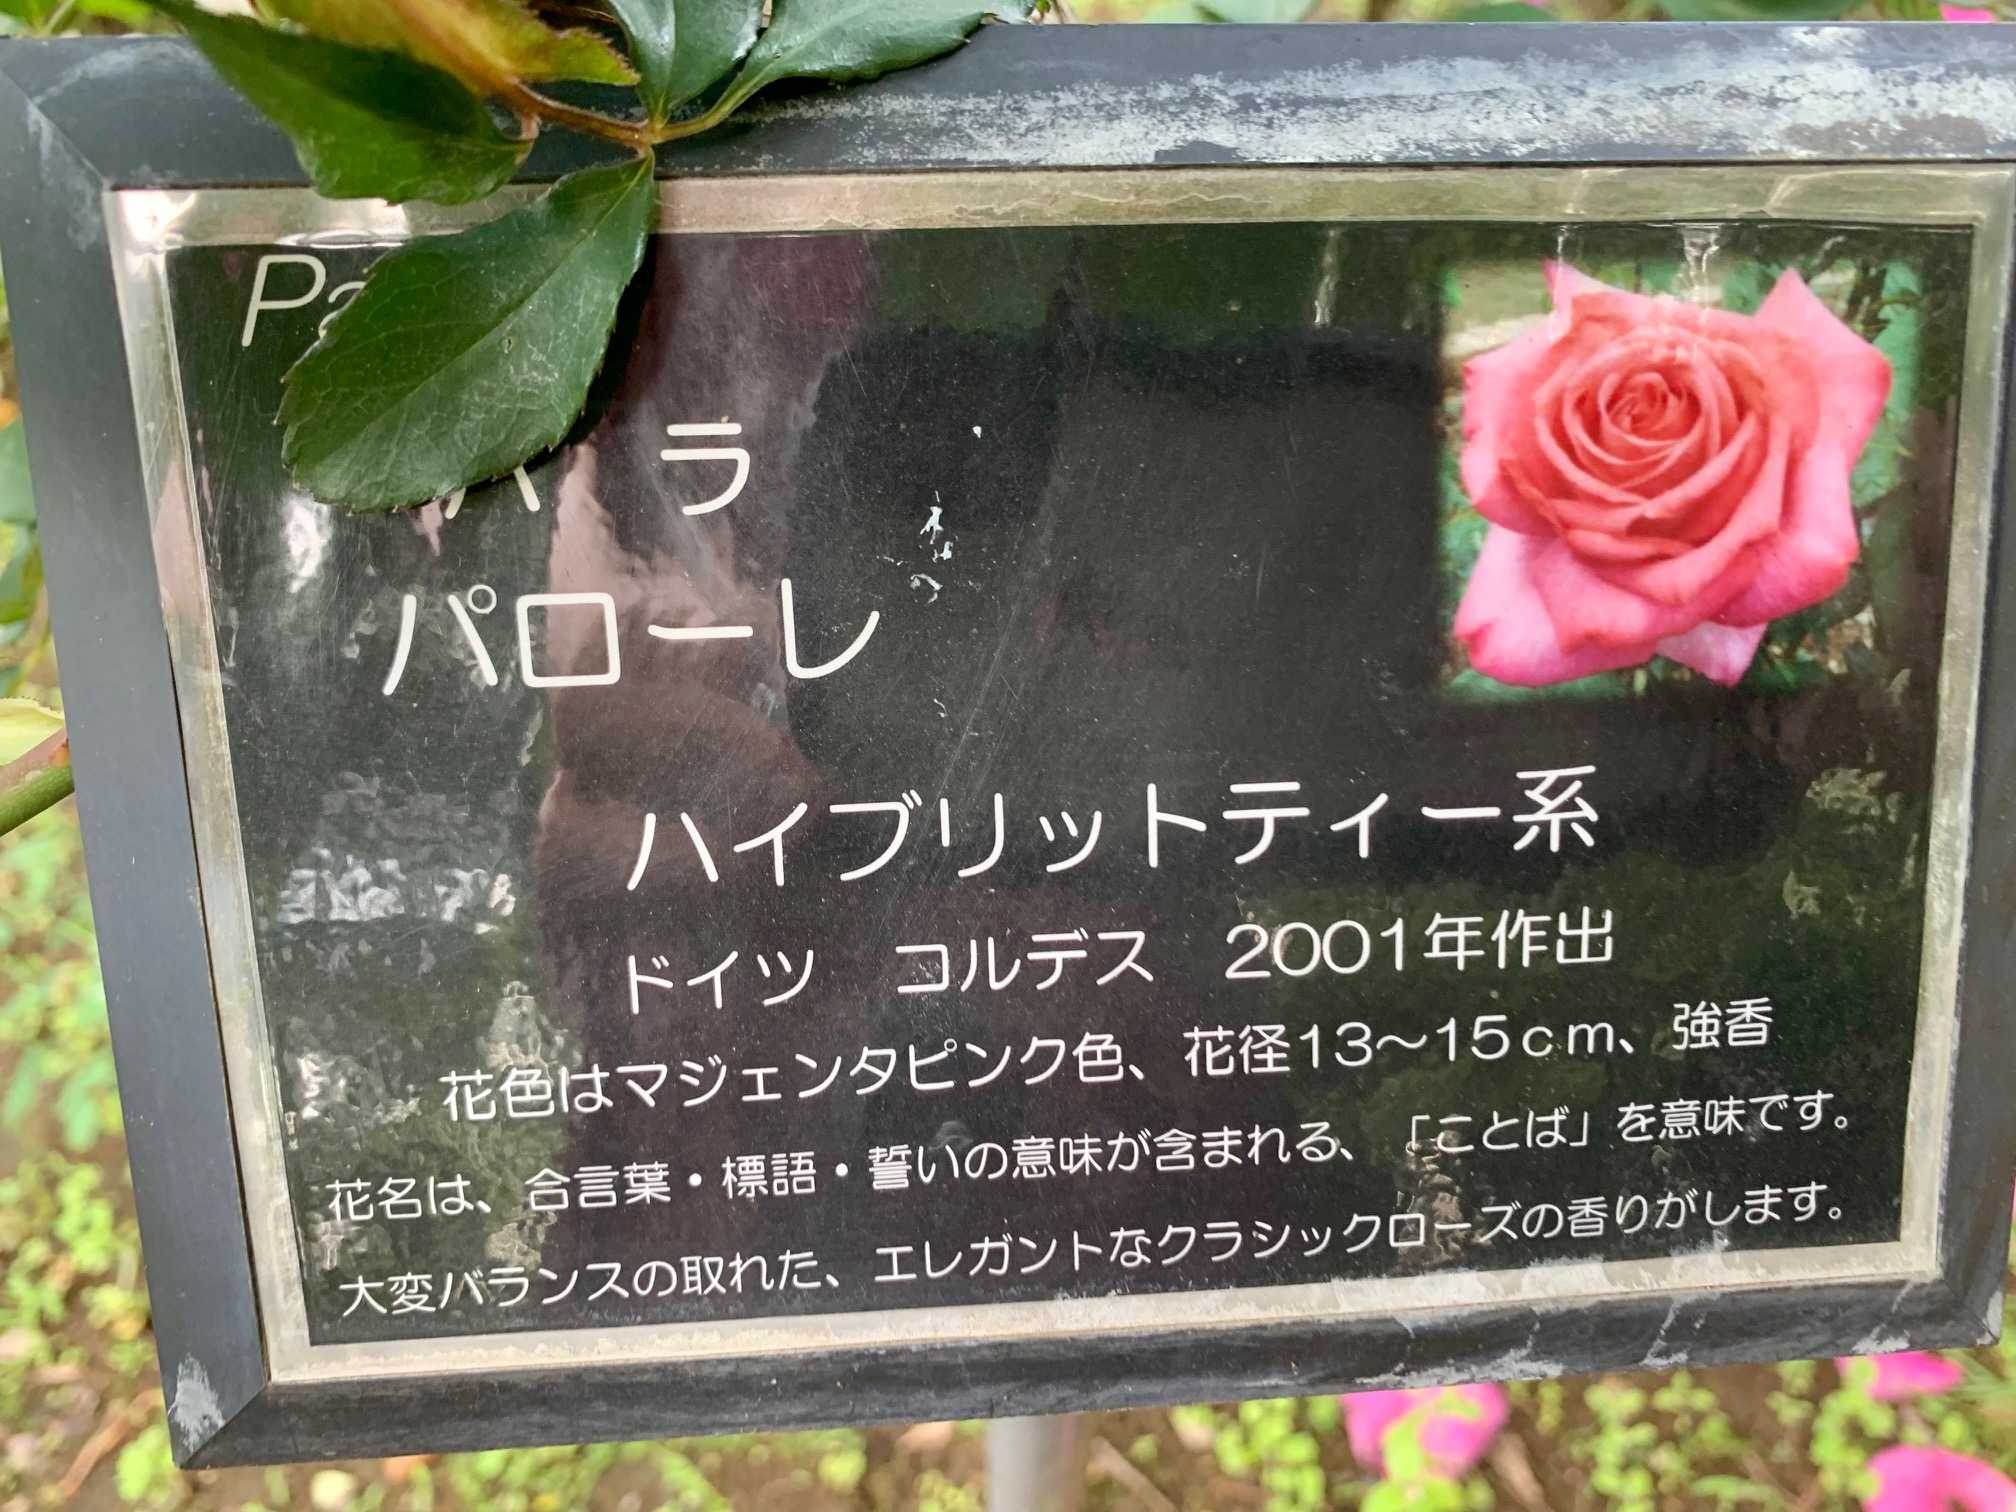 ラ
パローレ
ハイブリットティー系
ドイツ　コルデス　2001年作出
花色はマジェンタピンク色、花径13～15cm、強香
花名は、合言葉・標語・誓いの意味が含まれる、「ことば」を意味です。
大変バランスの取れた、エレガントなクラシックローズの香りがします。